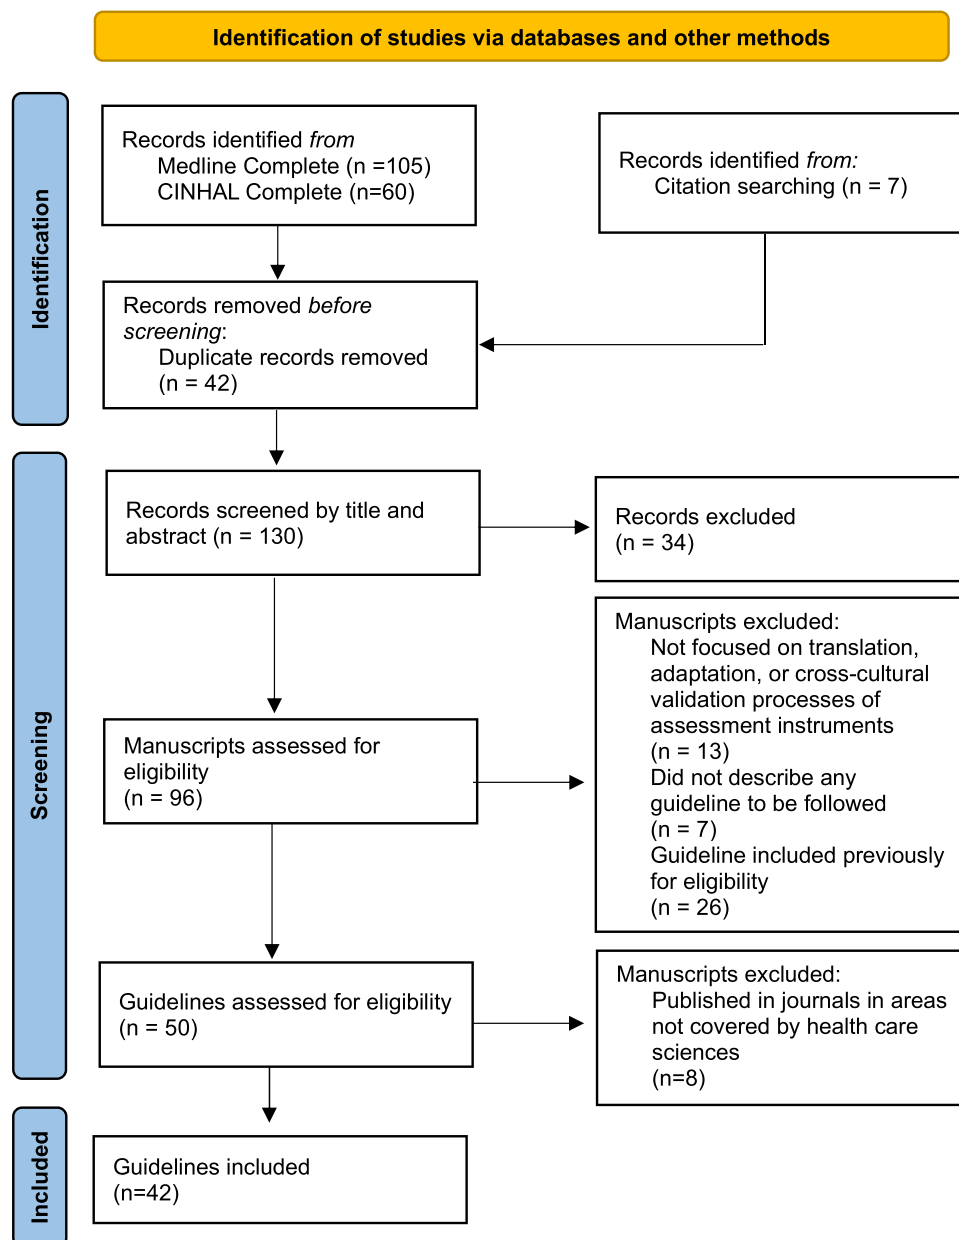 Identification of studies via databases and other methods
Identification
Records identified from
Medline Complete (n =105)
CINHAL Complete (n=60)
Records identified from:
Citation searching (n = 7)
Records removed before
screening:
Duplicate records removed
(n = 42)
Screening
Records screened by title and
abstract (n = 130)
Records excluded
(n = 34)
Manuscripts assessed for
eligibility
(n = 96)
Manuscripts excluded:
Not focused on translation,
adaptation, or cross-cultural
validation processes of
assessment instruments
(n = 13)
Did not describe any
guideline to be followed
(n = 7)
Guideline included previously
for eligibility
(n = 26)
Guidelines assessed for eligibility
(n = 50)
Manuscripts excluded:
Published in journals in areas
not covered by health care
sciences
(n=8)
Included
Guidelines included
(n=42)